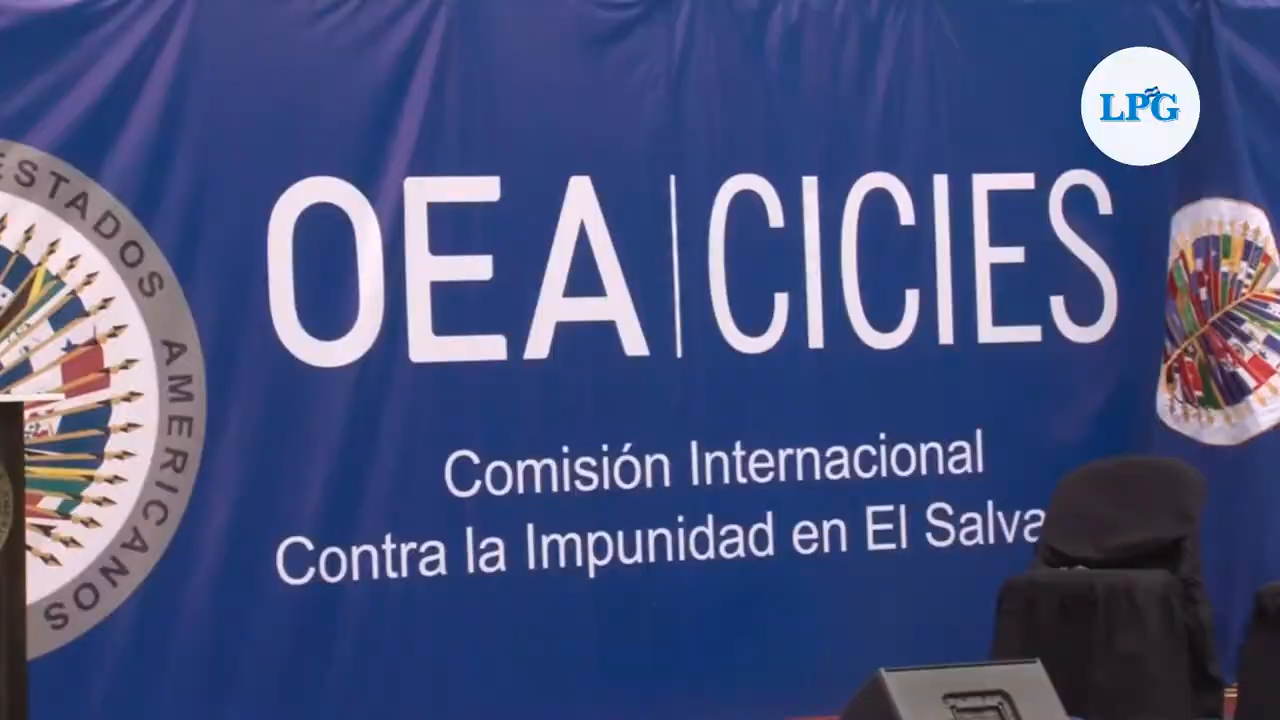 LPG
ESTADOS AMERICANOS
OEA|CICIES
Comisión Internacional
Contra la Impunidad en El Salva